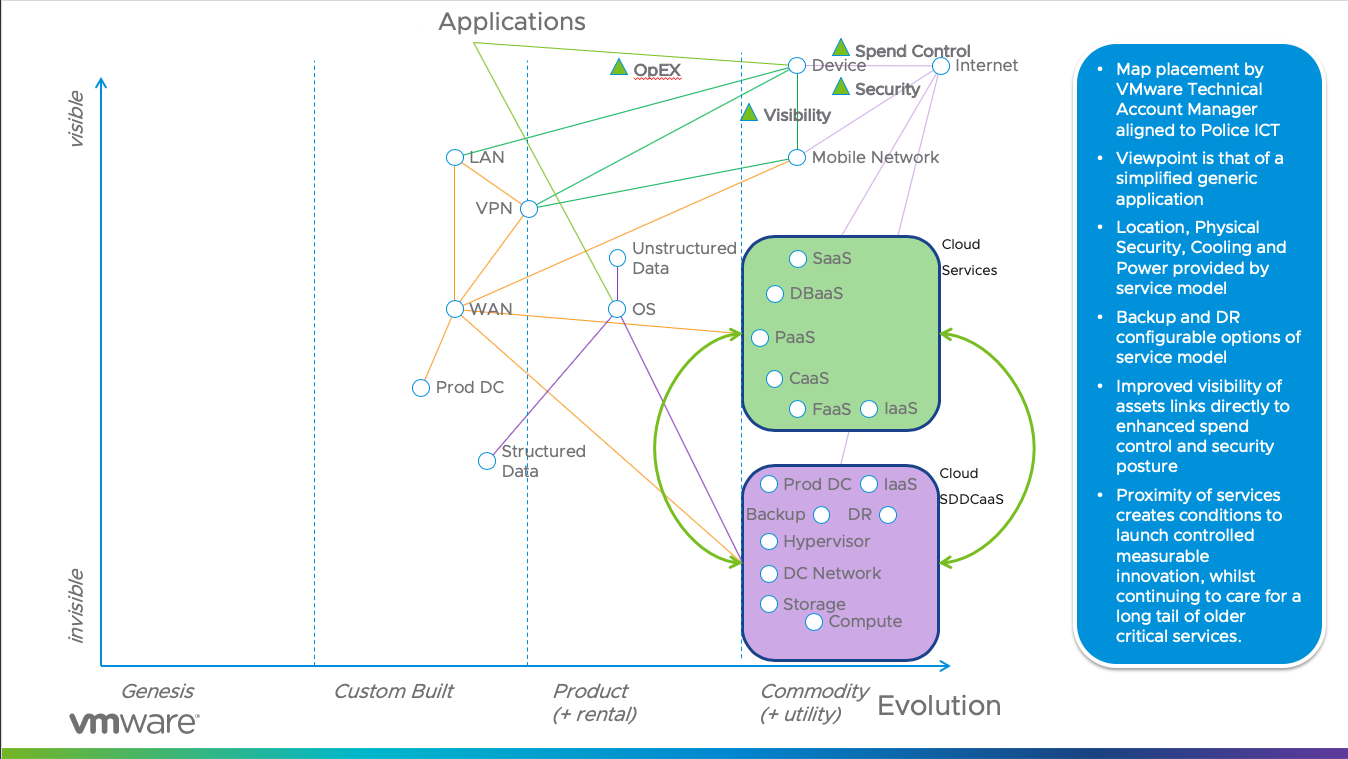 Applications
Spend Control
OpEX
Device
Internet
Security
Visibility
visible
LAN
Mobile Network
VPN
Unstructured
Data
WAN
OS
Prod DC
Structured
Data
Cloud
Services
SaaS
DBaaS
PaaS
CaaS
FaaS
IaaS
Cloud
SDDCaaS
Prod DC
IaaS
Backup
DR
Hypervisor
DC Network
Storage
Compute
invisible
Genesis
Custom Built
Product
(+ rental)
Commodity
(+ utility)
Evolution
vmware®
• Map placement by
VMware Technical
Account Manager
aligned to Police ICT
• Viewpoint is that of a
simplified generic
application
• Location, Physical
Security, Cooling and
Power provided by
service model
• Backup and DR
configurable options of
service model
• Improved visibility of
assets links directly to
enhanced spend
control and security
posture
• Proximity of services
creates conditions to
launch controlled
measurable
innovation, whilst
continuing to care for a
long tail of older
critical services.